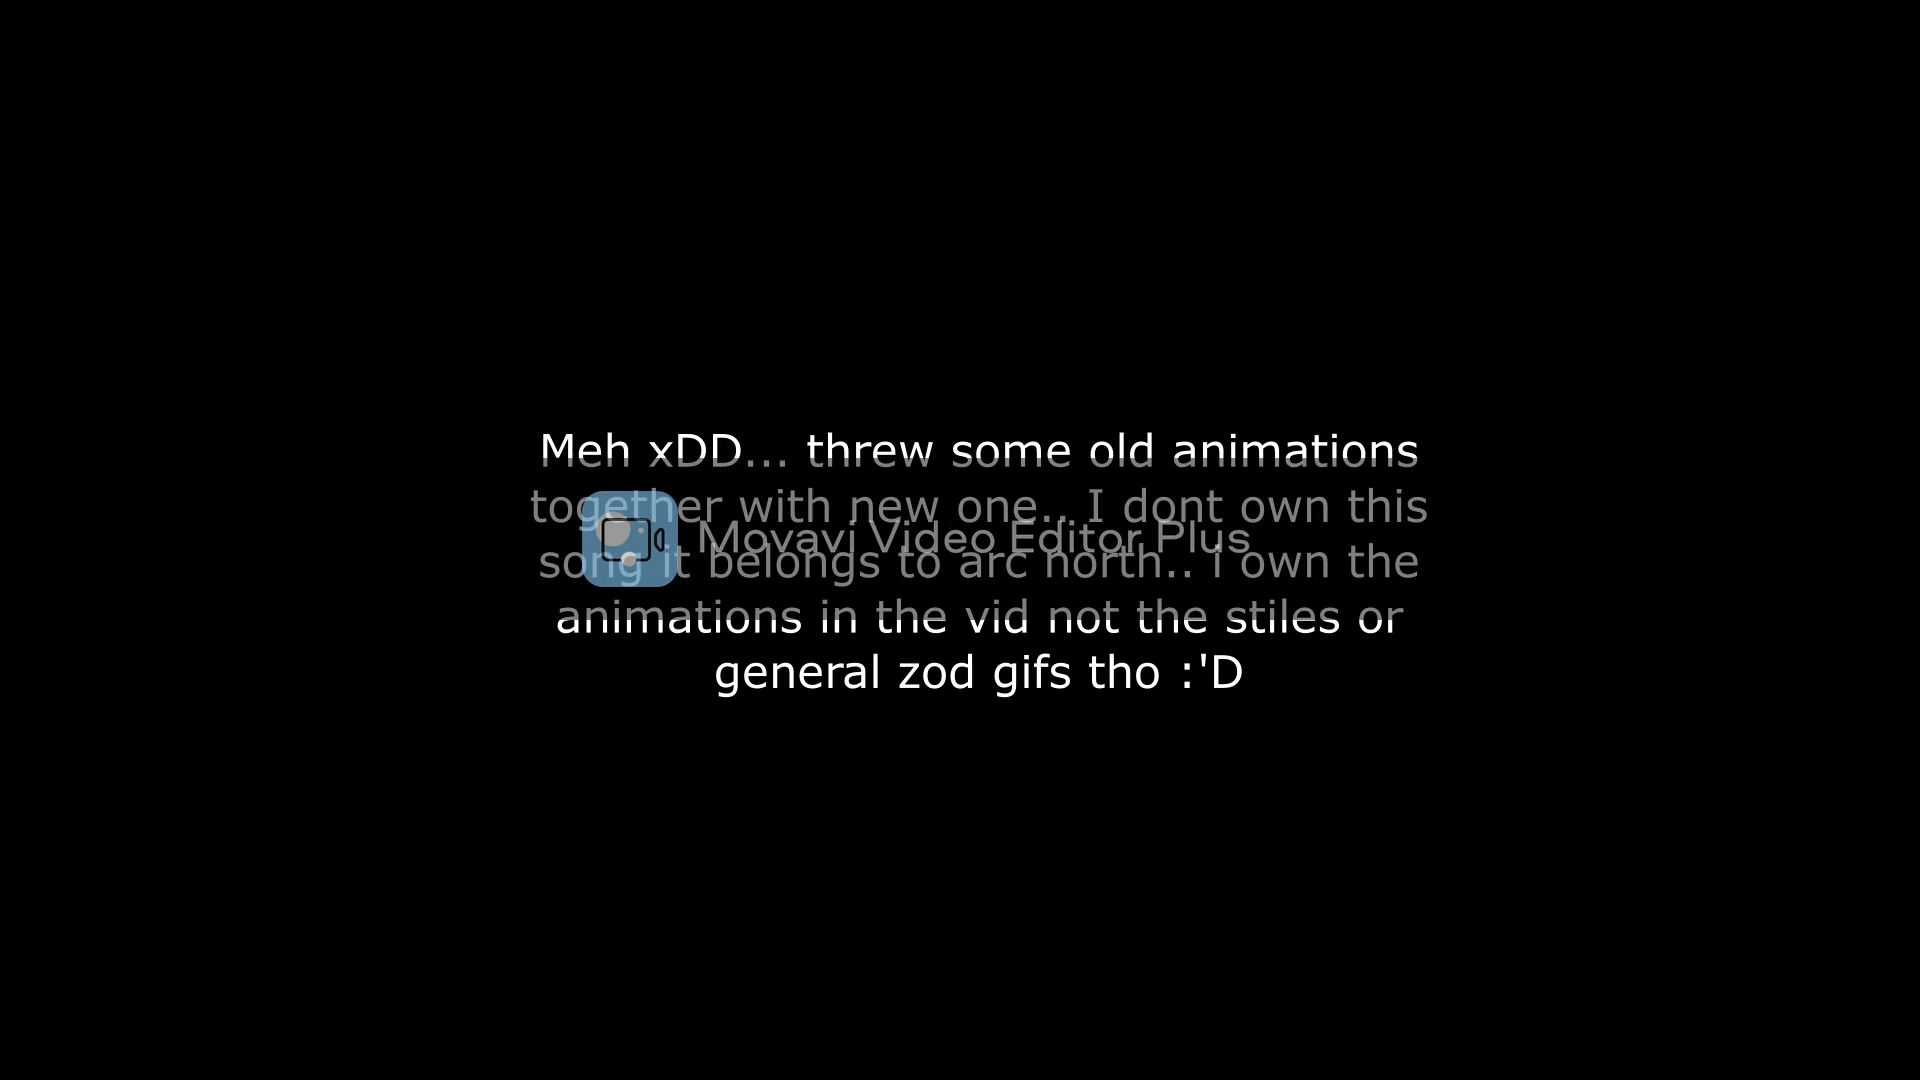 Meh xDD... threw some old animations
together with new one.. I dont own this
Movavi Video Editor Plus
song it belongs to arc north.. i own the
animations in the vid not the stiles or
general zod gifs tho :'D